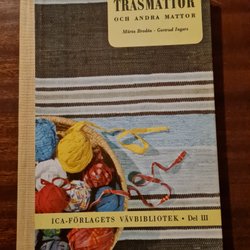 TRASMATTOR
OCH ANDRA MATTOR
Märta Brodén - Gertrud Ingers
ICA-FÖRLAGETS VÄVBIBLIOTEK • Del III